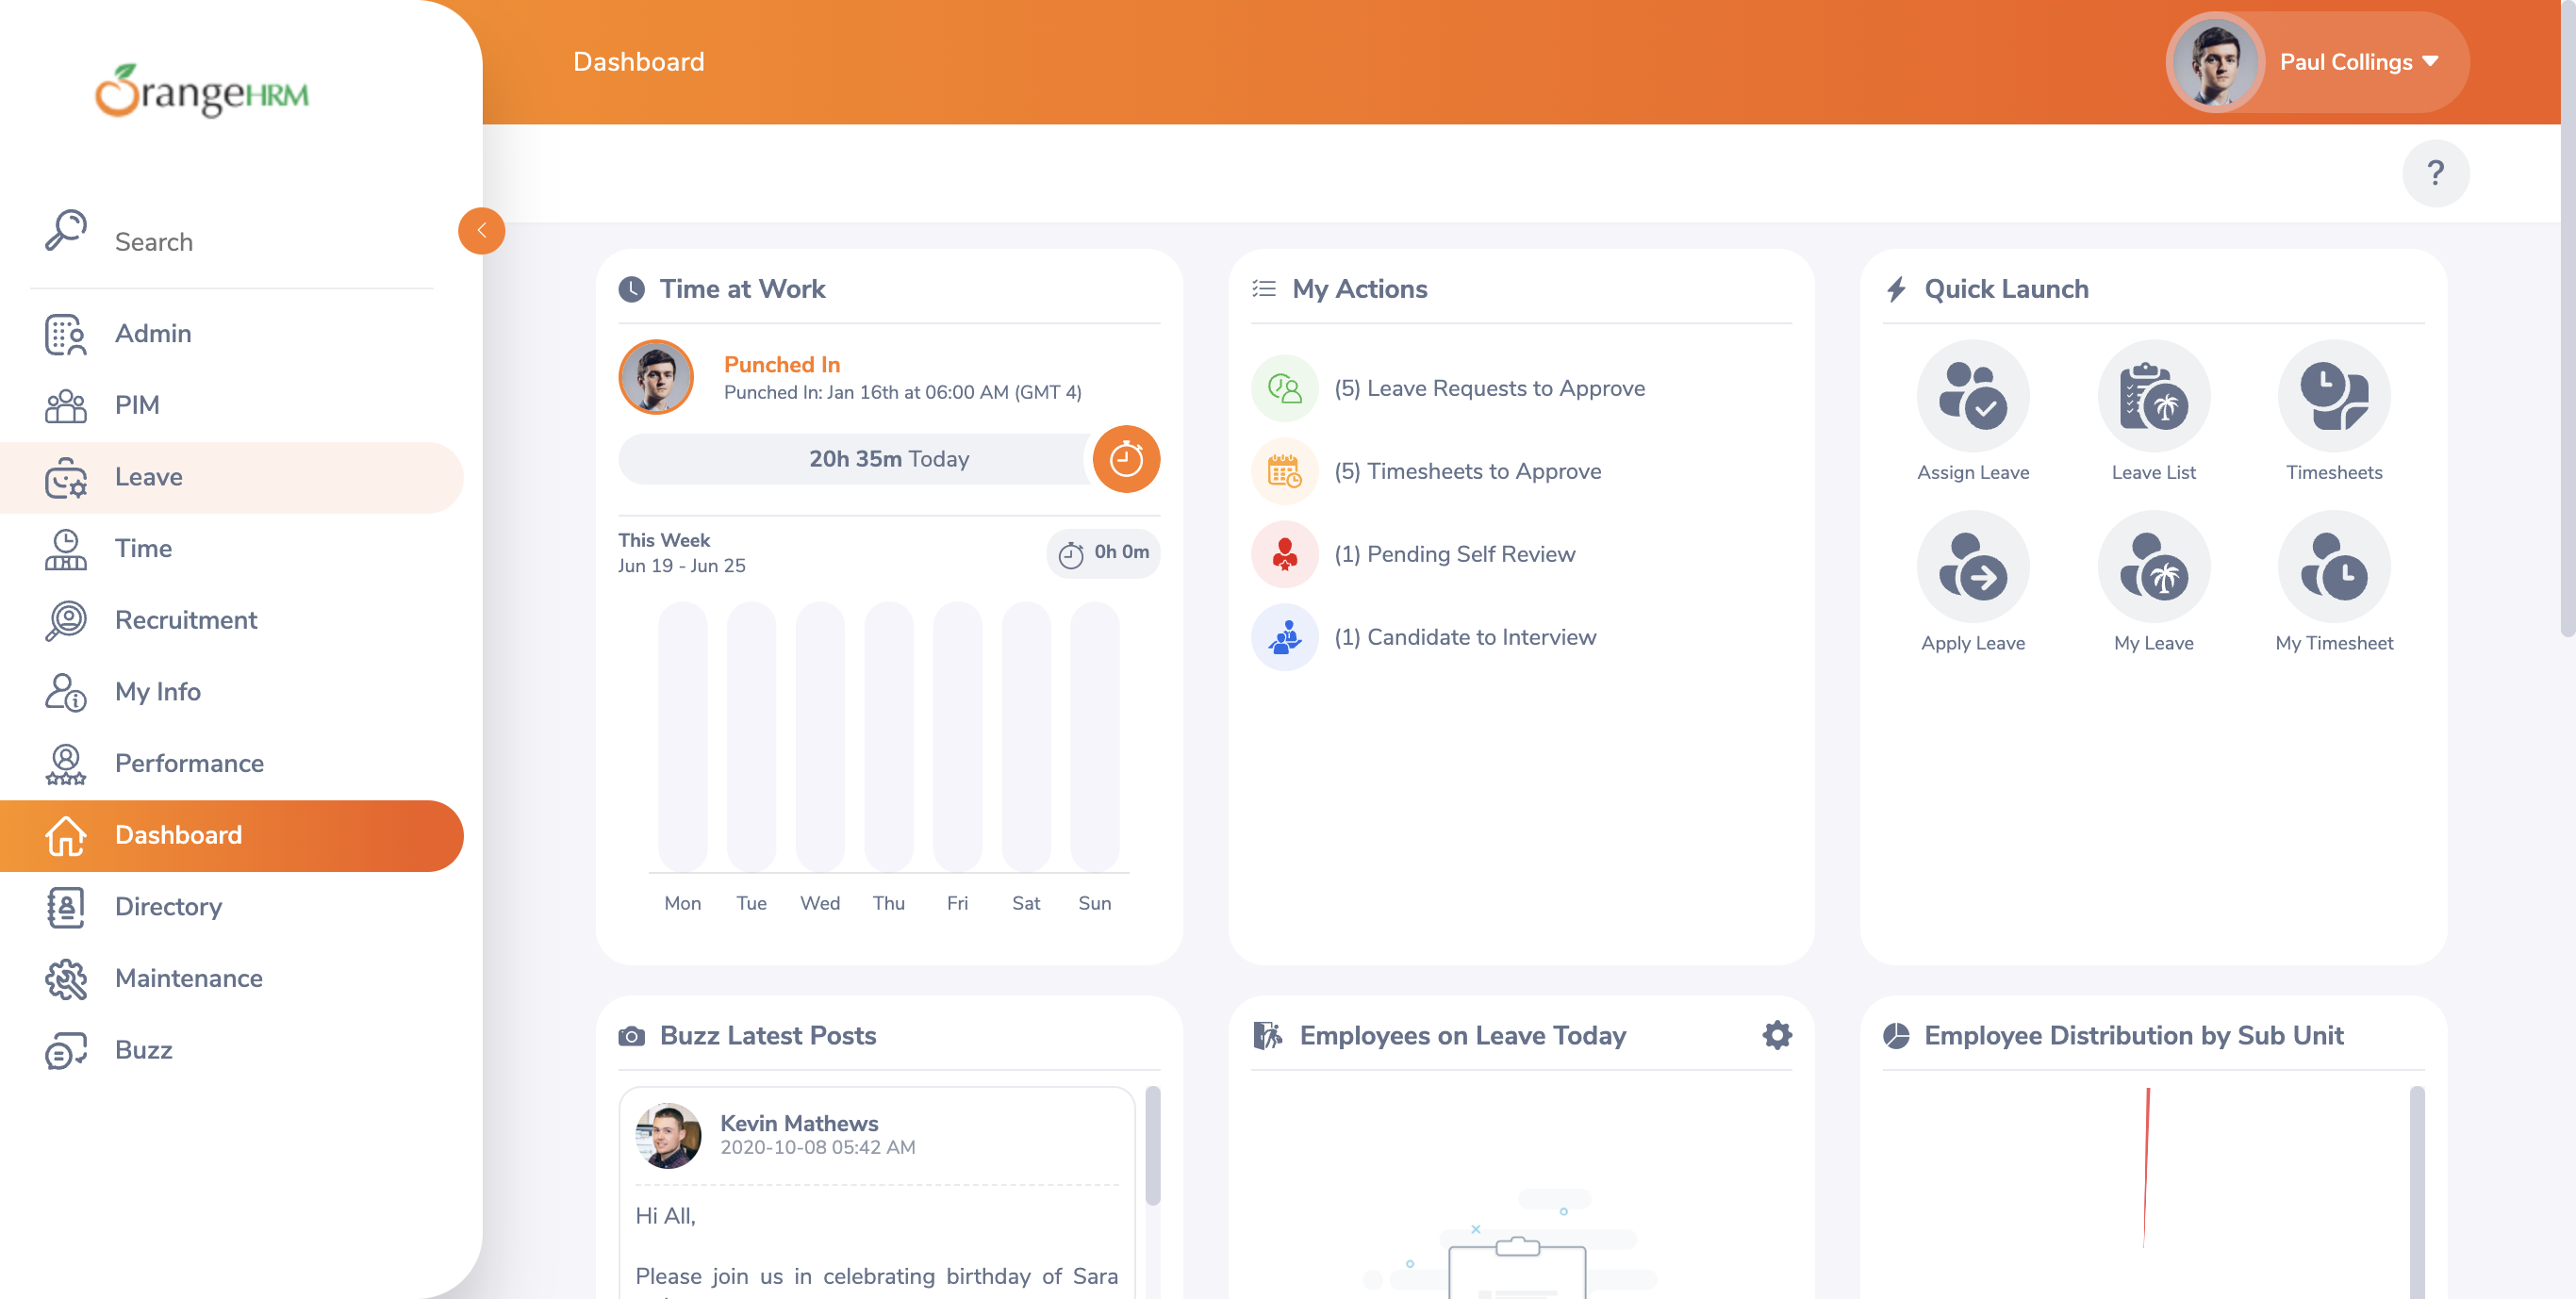 OrangeHRM
Search
Admin
PIM
Leave
Time
Recruitment
My Info
Performance
Dashboard
Directory
Maintenance
Buzz
Dashboard
Paul Collings
?
Time at Work
Punched In
Punched In: Jan 16th at 06:00 AM (GMT 4)
20h 35m Today
This Week
Jun 19 - Jun 25
0h 0m
Mon Tue Wed Thu Fri Sat Sun
My Actions
(5) Leave Requests to Approve
(5) Timesheets to Approve
(1) Pending Self Review
(1) Candidate to Interview
Quick Launch
Assign Leave Leave List Timesheets
Apply Leave My Leave My Timesheet
Buzz Latest Posts
Kevin Mathews
2020-10-08 05:42 AM
Hi All,
Please join us in celebrating birthday of Sara
Employees on Leave Today
Employee Distribution by Sub Unit